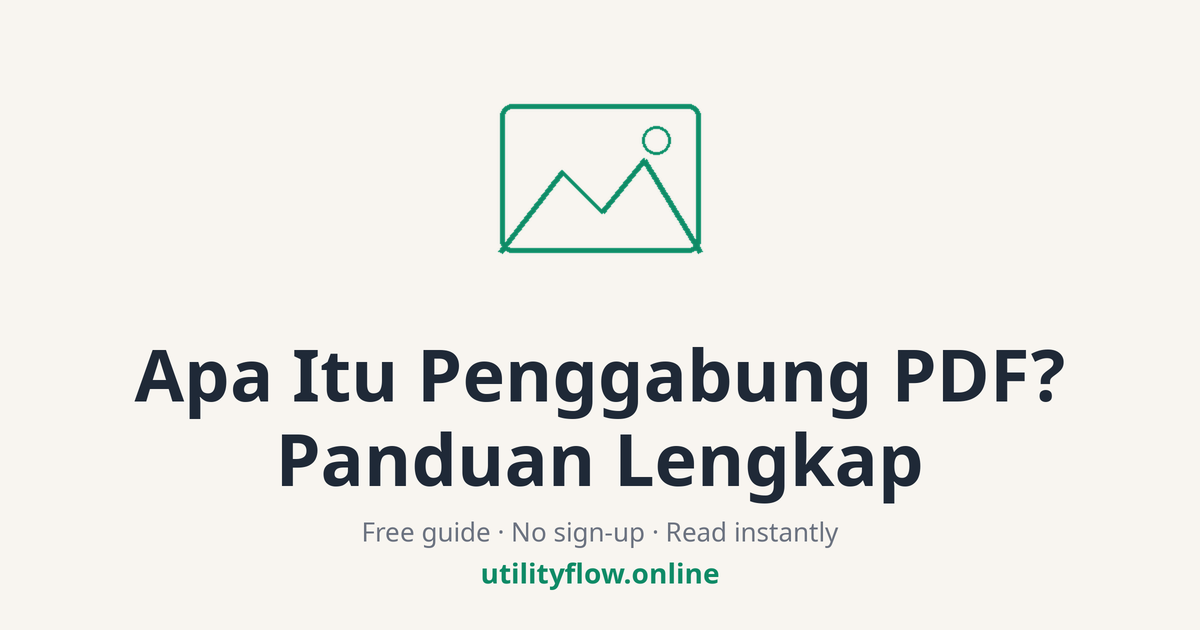 Apa Itu Penggabung PDF?
Panduan Lengkap
Free guide · No sign-up · Read instantly
utilityflow.online